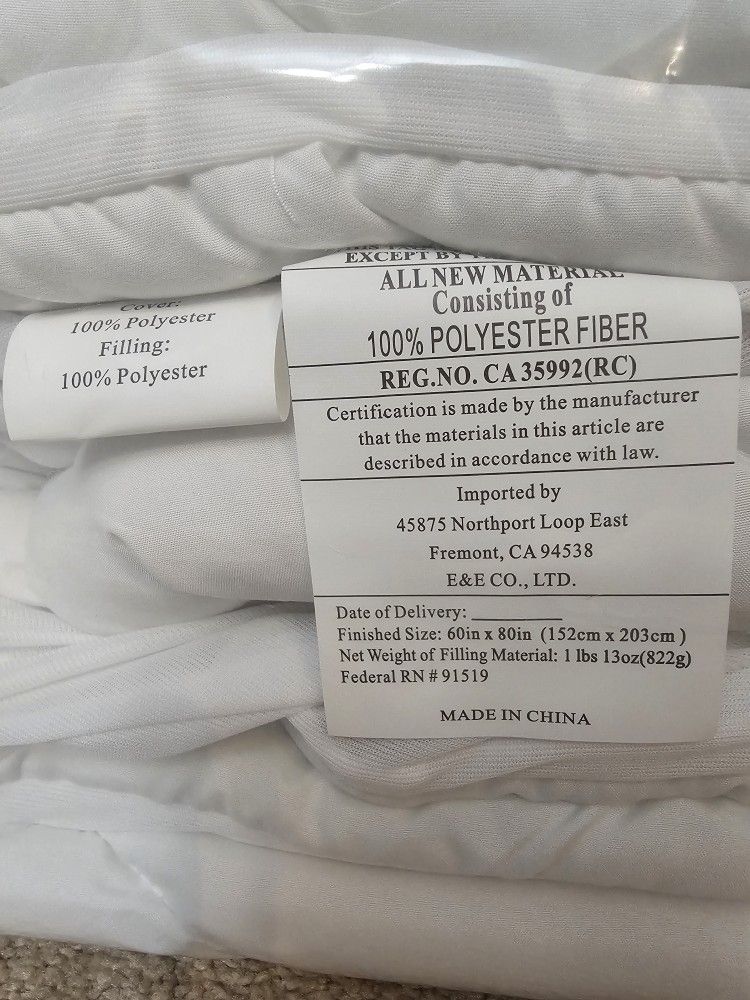 Cover:
100% Polyester
Filling:
100% Polyester
EXCEPT BY
ALL NEW MATERIAL
Consisting of
100% POLYESTER FIBER
REG.NO. CA 35992(RC)
Certification is made by the manufacturer
that the materials in this article are
described in accordance with law.
Imported by
45875 Northport Loop East
Fremont, CA 94538
E&E CO., LTD.
Date of Delivery: __________
Finished Size: 60in x 80in (152cm x 203cm )
Net Weight of Filling Material: 1 lbs 13oz(822g)
Federal RN # 91519
MADE IN CHINA